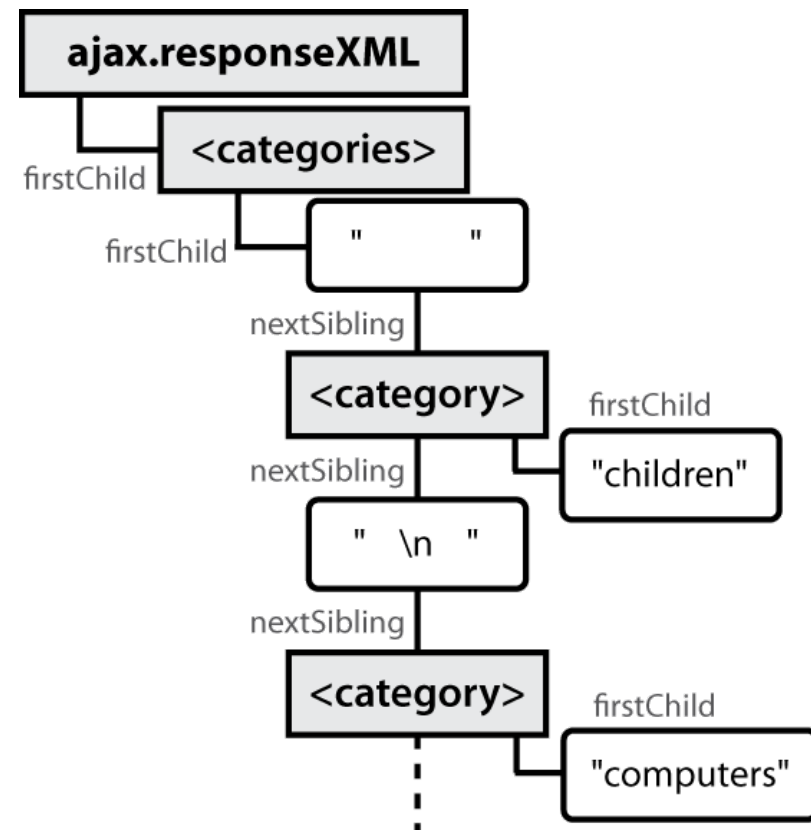 ajax.responseXML
<categories>
firstChild
firstChild
" "
nextSibling
<category>
firstChild
nextSibling
"children"
" \n "
nextSibling
<category>
firstChild
"computers"